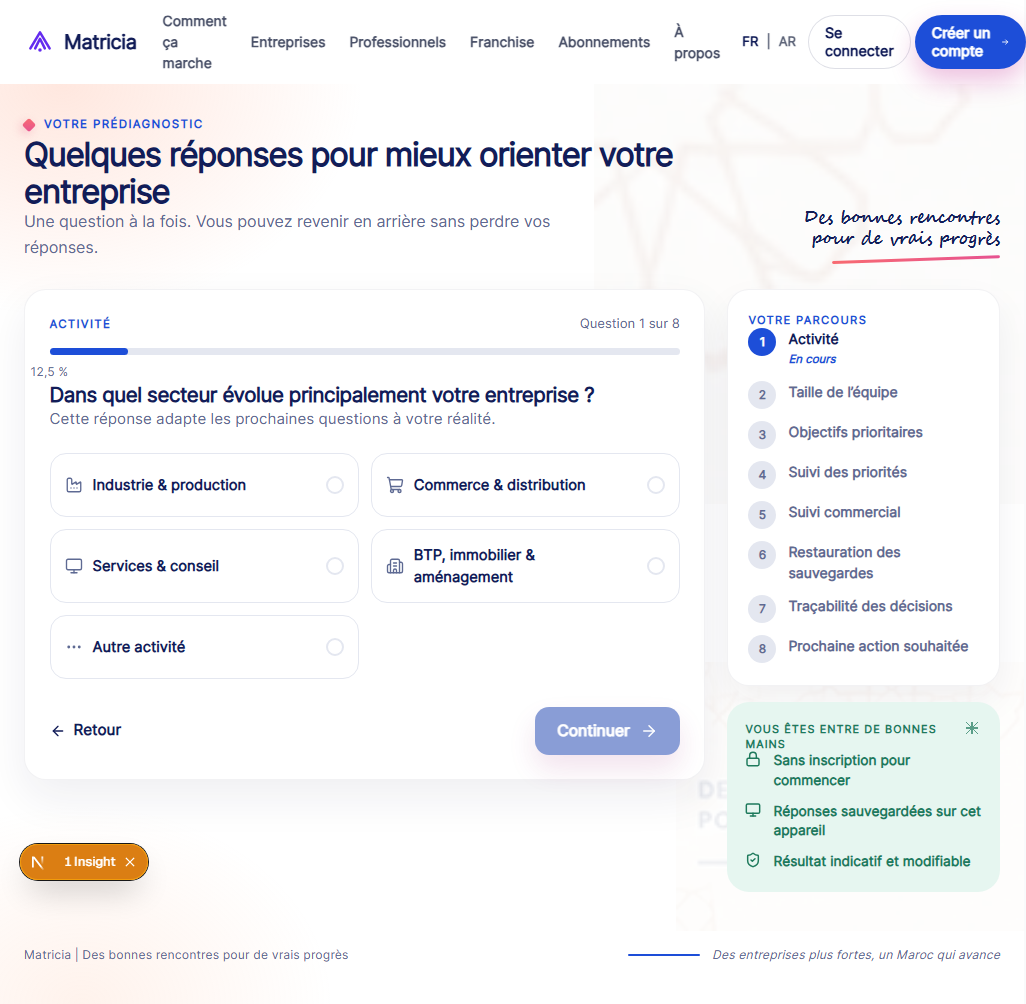 Matricia
Comment
ça
marche
Entreprises
Professionnels
Franchise
Abonnements
À
propos
FR | AR
Se
connecter
Créer un
compte
VOTRE PRÉDIAGNOSTIC
Quelques réponses pour mieux orienter votre
entreprise
Une question à la fois. Vous pouvez revenir en arrière sans perdre vos
réponses.
Des bonnes rencontres
pour de vrais progrès
ACTIVITÉ
Question 1 sur 8
12,5 %
Dans quel secteur évolue principalement votre entreprise ?
Cette réponse adapte les prochaines questions à votre réalité.
Industrie & production
Commerce & distribution
Services & conseil
BTP, immobilier &
aménagement
Autre activité
Retour
Continuer
VOTRE PARCOURS
1 Activité
En cours
2 Taille de l’équipe
3 Objectifs prioritaires
4 Suivi des priorités
5 Suivi commercial
6 Restauration des
sauvegardes
7 Traçabilité des décisions
8 Prochaine action souhaitée
VOUS ÊTES ENTRE DE BONNES
MAINS
Sans inscription pour
commencer
Réponses sauvegardées sur cet
appareil
Résultat indicatif et modifiable
1 Insight
Matricia | Des bonnes rencontres pour de vrais progrès
Des entreprises plus fortes, un Maroc qui avance